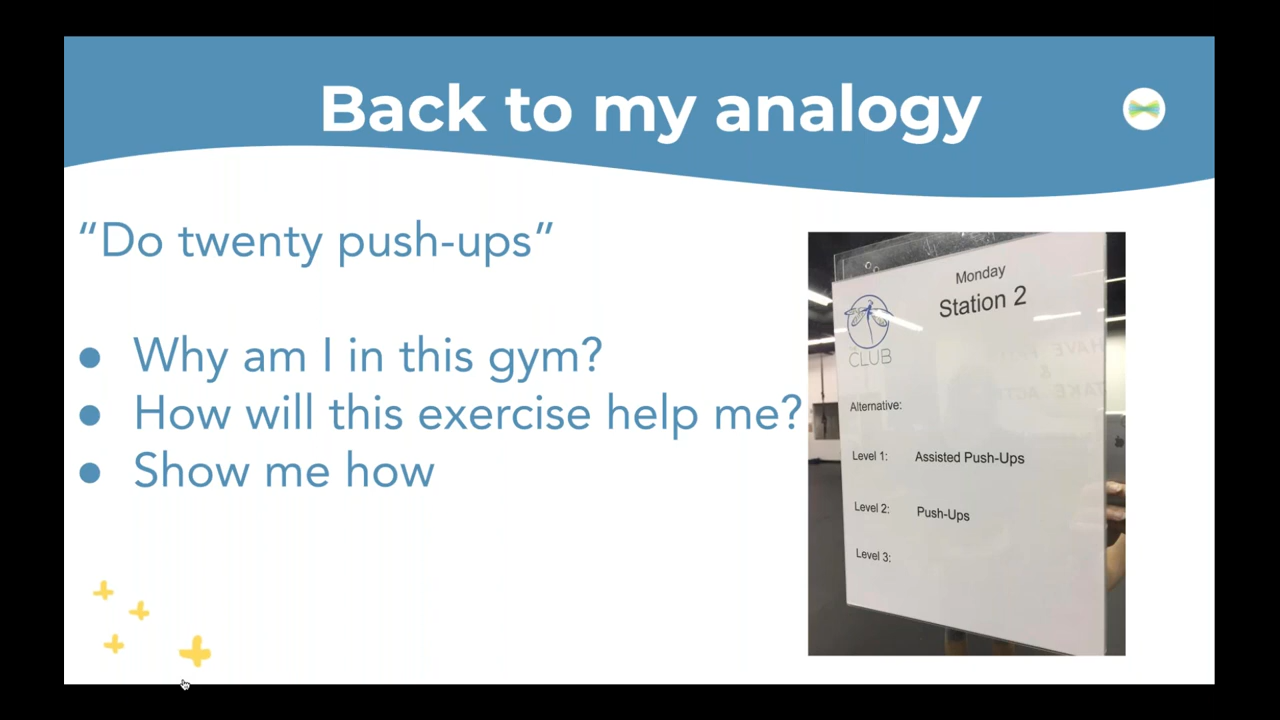 Back to my analogy
“Do twenty push-ups”
● Why am I in this gym?
● How will this exercise help me?
● Show me how
Monday
Station 2
CLUB
Alternative:
Level 1: Assisted Push-Ups
Level 2: Push-Ups
Level 3:
HAVE
&
TAKE